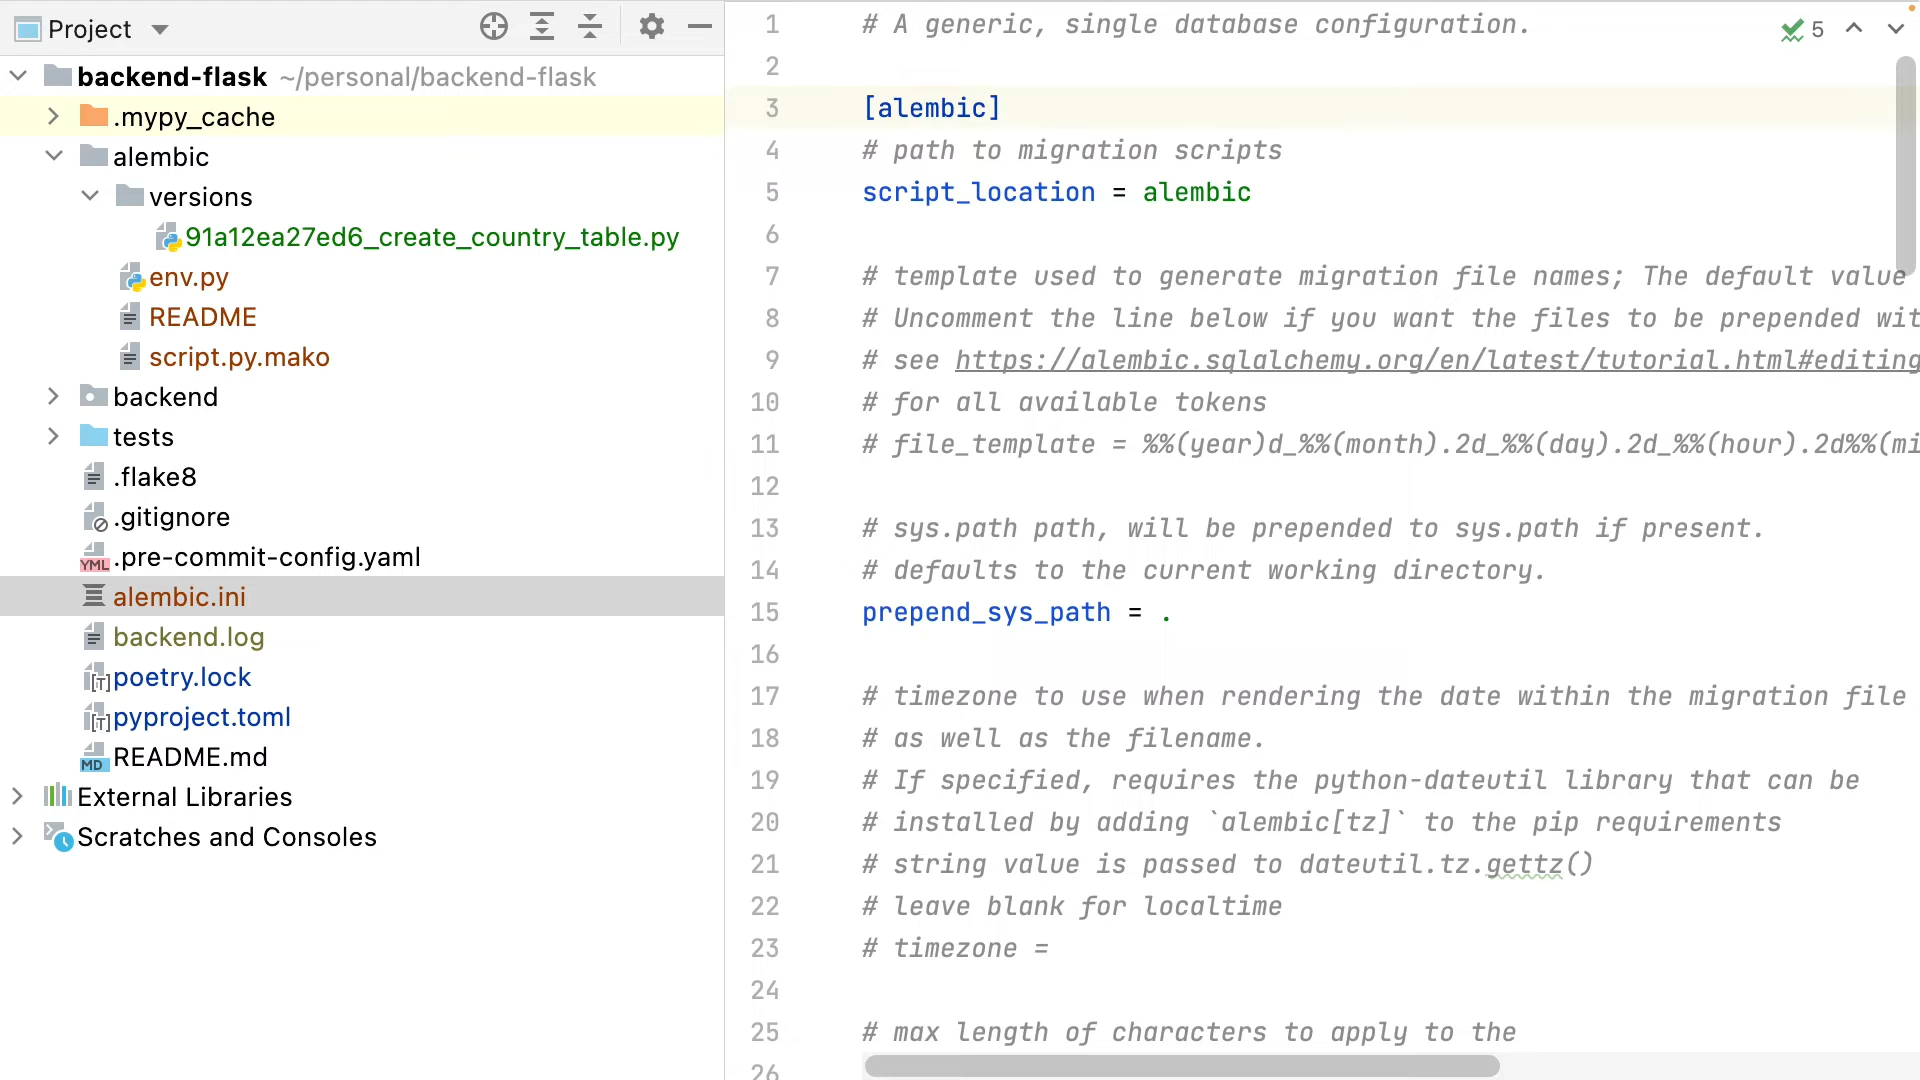 Project
backend-flask ~/personal/backend-flask
.mypy_cache
alembic
versions
91a12ea27ed6_create_country_table.py
env.py
README
script.py.mako
backend
tests
.flake8
.gitignore
YML .pre-commit-config.yaml
alembic.ini
backend.log
[T] poetry.lock
[T] pyproject.toml
MD README.md
External Libraries
Scratches and Consoles
5
1 # A generic, single database configuration.
2
3 [alembic]
4 # path to migration scripts
5 script_location = alembic
6
7 # template used to generate migration file names; The default value
8 # Uncomment the line below if you want the files to be prepended wit
9 # see https://alembic.sqlalchemy.org/en/latest/tutorial.html#editing
10 # for all available tokens
11 # file_template = %%(year)d_%%(month).2d_%%(day).2d_%%(hour).2d%%(mi
12
13 # sys.path path, will be prepended to sys.path if present.
14 # defaults to the current working directory.
15 prepend_sys_path = .
16
17 # timezone to use when rendering the date within the migration file
18 # as well as the filename.
19 # If specified, requires the python-dateutil library that can be
20 # installed by adding `alembic[tz]` to the pip requirements
21 # string value is passed to dateutil.tz.gettz()
22 # leave blank for localtime
23 # timezone =
24
25 # max length of characters to apply to the
26